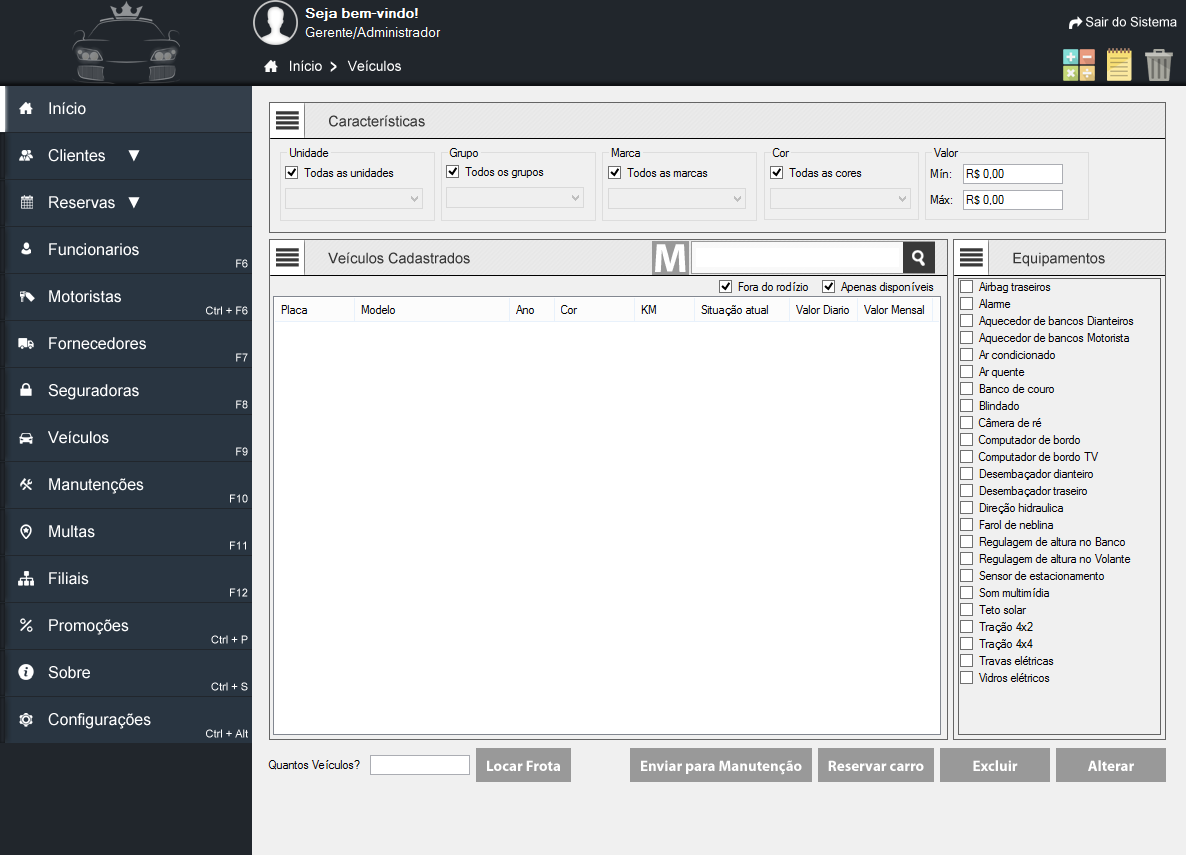 Seja bem-vindo!
Gerente/Administrador
Início > Veículos
Sair do Sistema
Início
Clientes ▼
Reservas ▼
Funcionarios
F6
Motoristas
Ctrl + F6
Fornecedores
F7
Seguradoras
F8
Veículos
F9
Manutenções
F10
Multas
F11
Filiais
F12
Promoções
Ctrl + P
Sobre
Ctrl + S
Configurações
Ctrl + Alt
Características
Unidade
Todas as unidades
Grupo
Todos os grupos
Marca
Todos as marcas
Cor
Todas as cores
Valor
Mín: R$ 0,00
Máx: R$ 0,00
Veículos Cadastrados
M
Fora do rodízio
Apenas disponíveis
Placa Modelo Ano Cor KM Situação atual Valor Diario Valor Mensal
Equipamentos
Airbag traseiros
Alarme
Aquecedor de bancos Dianteiros
Aquecedor de bancos Motorista
Ar condicionado
Ar quente
Banco de couro
Blindado
Câmera de ré
Computador de bordo
Computador de bordo TV
Desembaçador dianteiro
Desembaçador traseiro
Direção hidraulica
Farol de neblina
Regulagem de altura no Banco
Regulagem de altura no Volante
Sensor de estacionamento
Som multimídia
Teto solar
Tração 4x2
Tração 4x4
Travas elétricas
Vidros elétricos
Quantos Veículos?
Locar Frota
Enviar para Manutenção
Reservar carro
Excluir
Alterar